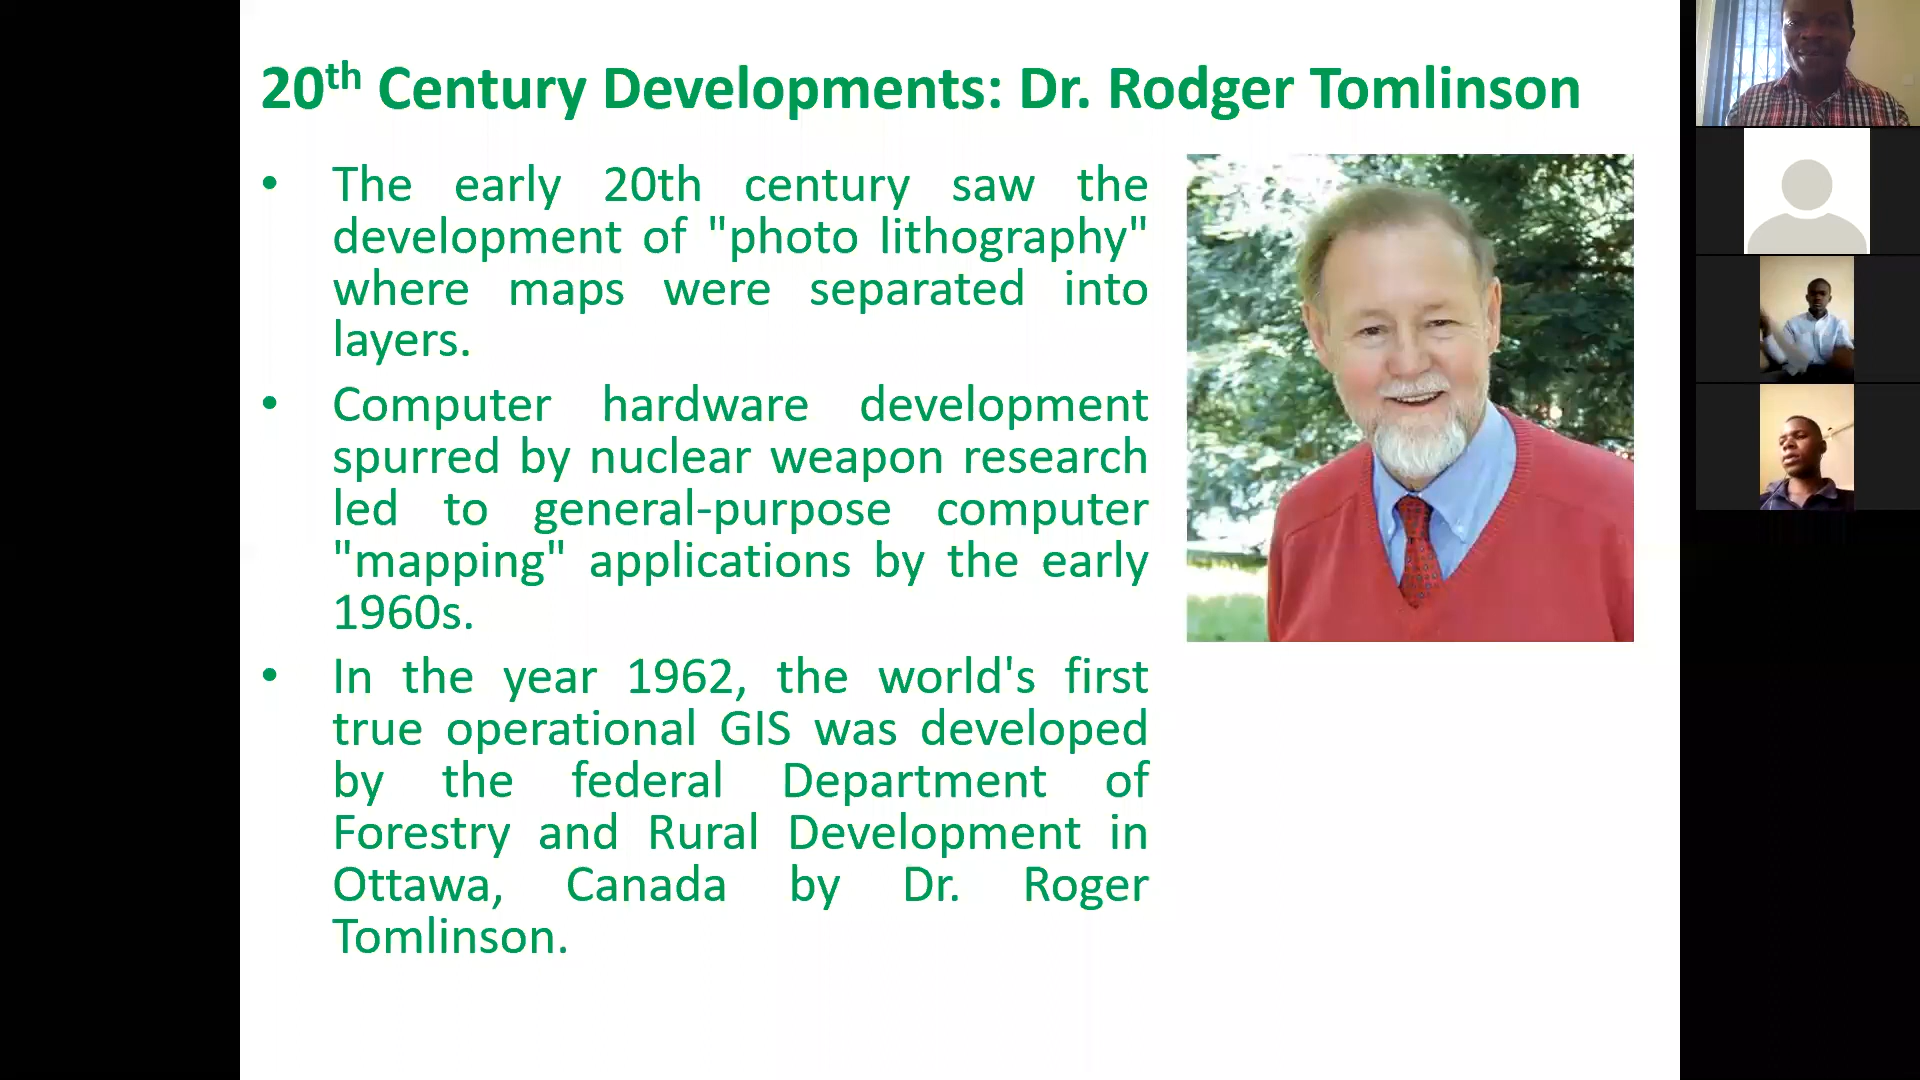 20th Century Developments: Dr. Rodger Tomlinson
• The early 20th century saw the
development of "photo lithography"
where maps were separated into
layers.
• Computer hardware development
spurred by nuclear weapon research
led to general-purpose computer
"mapping" applications by the early
1960s.
• In the year 1962, the world's first
true operational GIS was developed
by the federal Department of
Forestry and Rural Development in
Ottawa, Canada by Dr. Roger
Tomlinson.